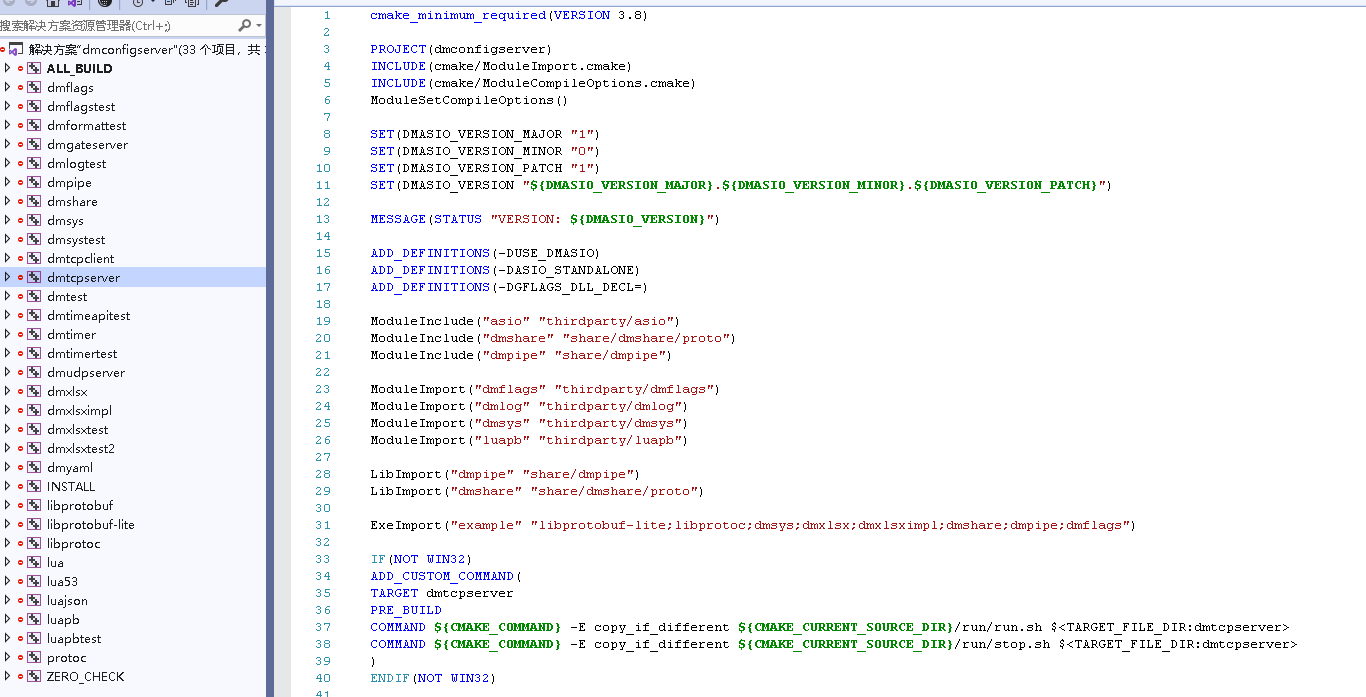 搜索解决方案资源管理器(Ctrl+;)
解决方案"dmconfigserver"(33 个项目，共
ALL_BUILD
dmflags
dmflagstest
dmformattest
dmgateserver
dmlogtest
dmpipe
dmshare
dmsys
dmsystest
dmtcpclient
dmtcpserver
dmtest
dmtimeapitest
dmtimer
dmtimertest
dmudpserver
dmxlsx
dmxlsximpl
dmxlsxtest
dmxlsxtest2
dmyaml
INSTALL
libprotobuf
libprotobuf-lite
libprotoc
lua
lua53
luajson
luapb
luapbtest
protoc
ZERO_CHECK
1 cmake_minimum_required(VERSION 3.8)
2
3 PROJECT(dmconfigserver)
4 INCLUDE(cmake/ModuleImport.cmake)
5 INCLUDE(cmake/ModuleCompileOptions.cmake)
6 ModuleSetCompileOptions()
7
8 SET(DMASIO_VERSION_MAJOR "1")
9 SET(DMASIO_VERSION_MINOR "0")
10 SET(DMASIO_VERSION_PATCH "1")
11 SET(DMASIO_VERSION "${DMASIO_VERSION_MAJOR}.${DMASIO_VERSION_MINOR}.${DMASIO_VERSION_PATCH}")
12
13 MESSAGE(STATUS "VERSION: ${DMASIO_VERSION}")
14
15 ADD_DEFINITIONS(-DUSE_DMASIO)
16 ADD_DEFINITIONS(-DASIO_STANDALONE)
17 ADD_DEFINITIONS(-DGFLAGS_DLL_DECL=)
18
19 ModuleInclude("asio" "thirdparty/asio")
20 ModuleInclude("dmshare" "share/dmshare/proto")
21 ModuleInclude("dmpipe" "share/dmpipe")
22
23 ModuleImport("dmflags" "thirdparty/dmflags")
24 ModuleImport("dmlog" "thirdparty/dmlog")
25 ModuleImport("dmsys" "thirdparty/dmsys")
26 ModuleImport("luapb" "thirdparty/luapb")
27
28 LibImport("dmpipe" "share/dmpipe")
29 LibImport("dmshare" "share/dmshare/proto")
30
31 ExeImport("example" "libprotobuf-lite;libprotoc;dmsys;dmxlsx;dmxlsximpl;dmshare;dmpipe;dmflags")
32
33 IF(NOT WIN32)
34 ADD_CUSTOM_COMMAND(
35 TARGET dmtcpserver
36 PRE_BUILD
37 COMMAND ${CMAKE_COMMAND} -E copy_if_different ${CMAKE_CURRENT_SOURCE_DIR}/run/run.sh $<TARGET_FILE_DIR:dmtcpserver>
38 COMMAND ${CMAKE_COMMAND} -E copy_if_different ${CMAKE_CURRENT_SOURCE_DIR}/run/stop.sh $<TARGET_FILE_DIR:dmtcpserver>
39 )
40 ENDIF(NOT WIN32)
41